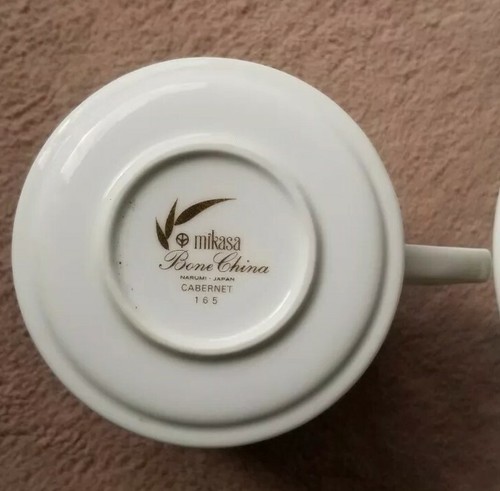 mikasa
Bone China
NARUMI - JAPAN
CABERNET
165